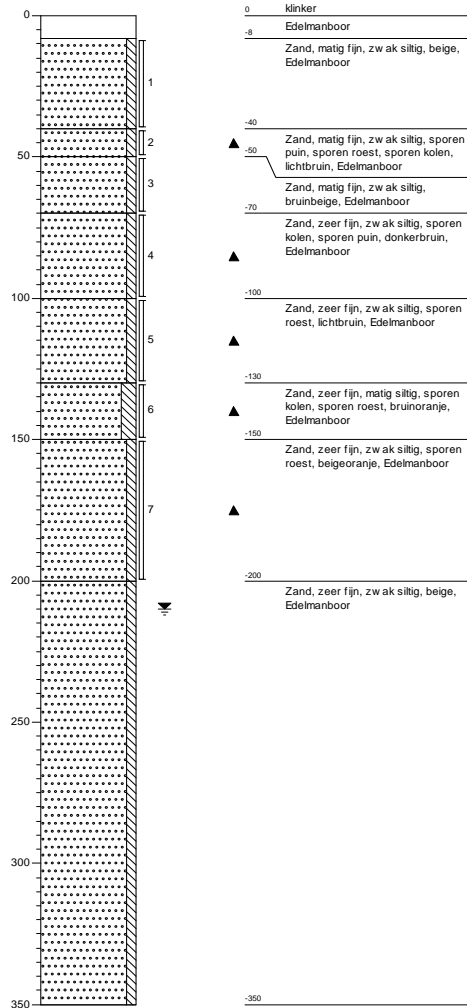 0
50
100
150
200
250
300
350
1
2
3
4
5
6
7
0
klinker
Edelmanboor
-8
Zand, matig fijn, zwak siltig, beige,
Edelmanboor
-40
Zand, matig fijn, zwak siltig, sporen
puin, sporen roest, sporen kolen,
lichtbruin, Edelmanboor
-50
Zand, matig fijn, zwak siltig,
bruinbeige, Edelmanboor
-70
Zand, zeer fijn, zwak siltig, sporen
kolen, sporen puin, donkerbruin,
Edelmanboor
-100
Zand, zeer fijn, zwak siltig, sporen
roest, lichtbruin, Edelmanboor
-130
Zand, zeer fijn, matig siltig, sporen
kolen, sporen roest, bruinoranje,
Edelmanboor
-150
Zand, zeer fijn, zwak siltig, sporen
roest, beigeoranje, Edelmanboor
-200
Zand, zeer fijn, zwak siltig, beige,
Edelmanboor
-350